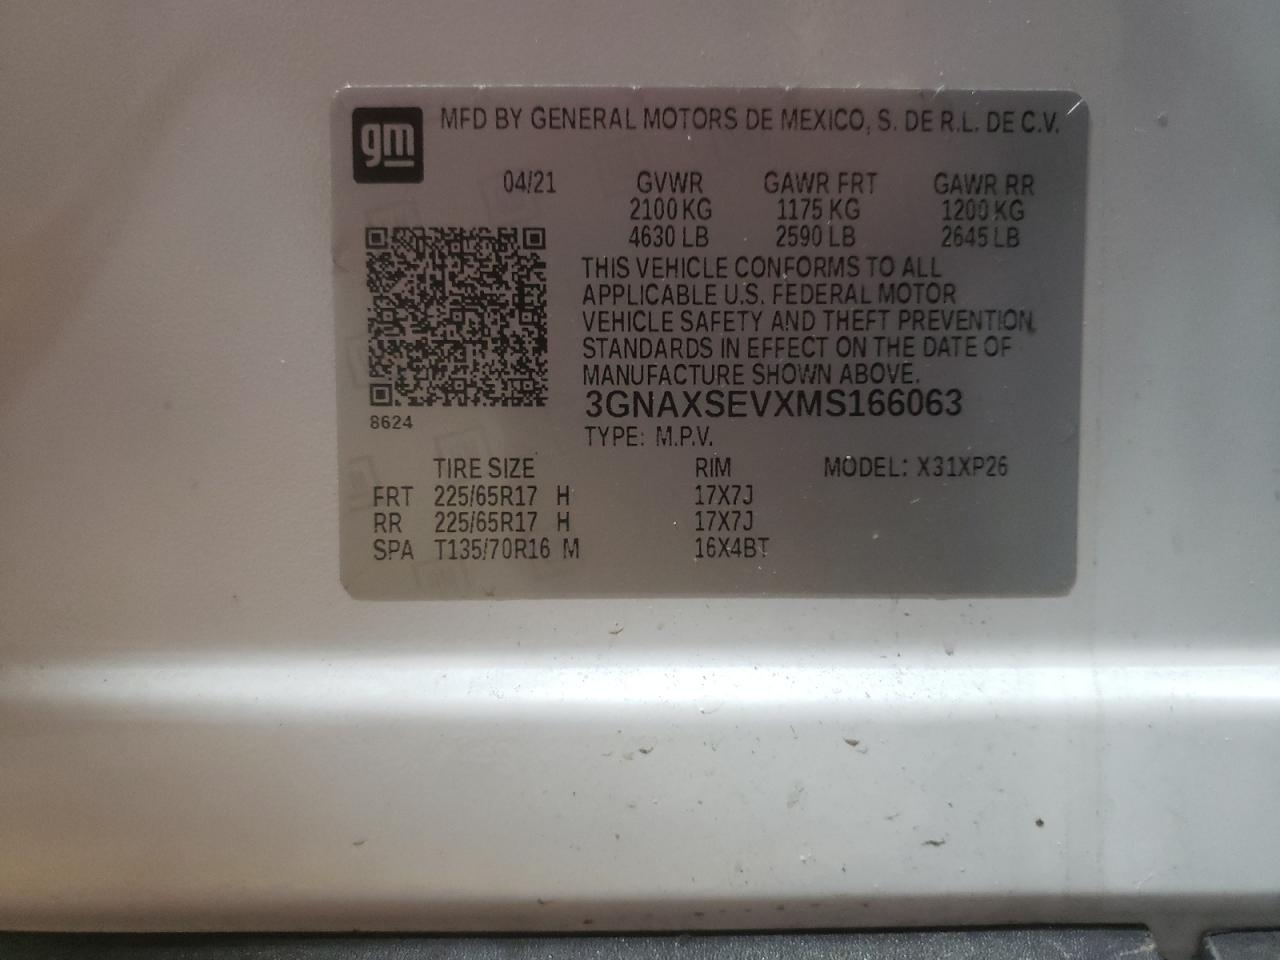 gm
MFD BY GENERAL MOTORS DE MEXICO, S. DE R.L. DE C.V.
04/21 GVWR GAWR FRT GAWR RR
2100 KG 1175 KG 1200 KG
4630 LB 2590 LB 2645 LB
THIS VEHICLE CONFORMS TO ALL
APPLICABLE U.S. FEDERAL MOTOR
VEHICLE SAFETY AND THEFT PREVENTION
STANDARDS IN EFFECT ON THE DATE OF
MANUFACTURE SHOWN ABOVE.
3GNAXSEVXMS166063
8624
TYPE: M.P.V.
TIRE SIZE RIM MODEL: X31XP26
FRT 225/65R17 H 17X7J
RR 225/65R17 H 17X7J
SPA T135/70R16 M 16X4BT